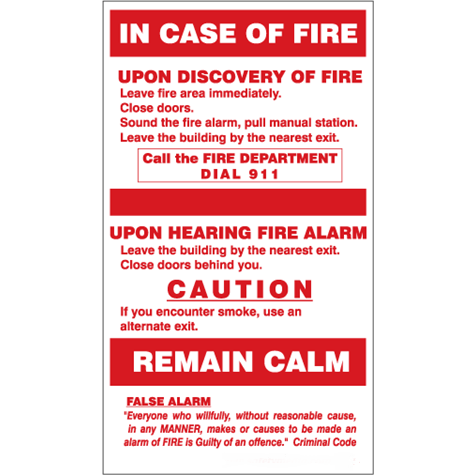 IN CASE OF FIRE
UPON DISCOVERY OF FIRE
Leave fire area immediately.
Close doors.
Sound the fire alarm, pull manual station.
Leave the building by the nearest exit.
Call the FIRE DEPARTMENT
DIAL 911
UPON HEARING FIRE ALARM
Leave the building by the nearest exit.
Close doors behind you.
CAUTION
If you encounter smoke, use an
alternate exit.
REMAIN CALM
FALSE ALARM
"Everyone who willfully, without reasonable cause,
in any MANNER, makes or causes to be made an
alarm of FIRE is Guilty of an offence." Criminal Code